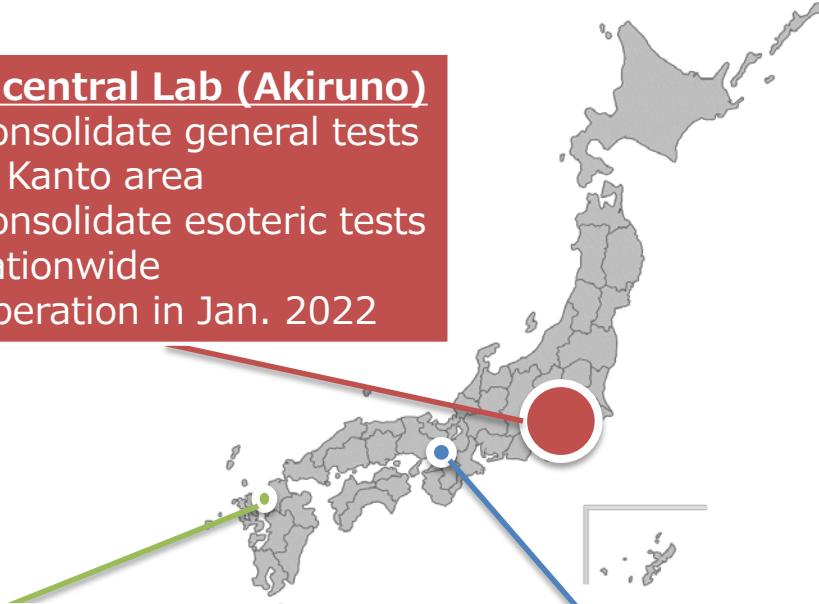 central Lab (Akiruno)
onsolidate general tests
Kanto area
onsolidate esoteric tests
ationwide
peration in Jan. 2022